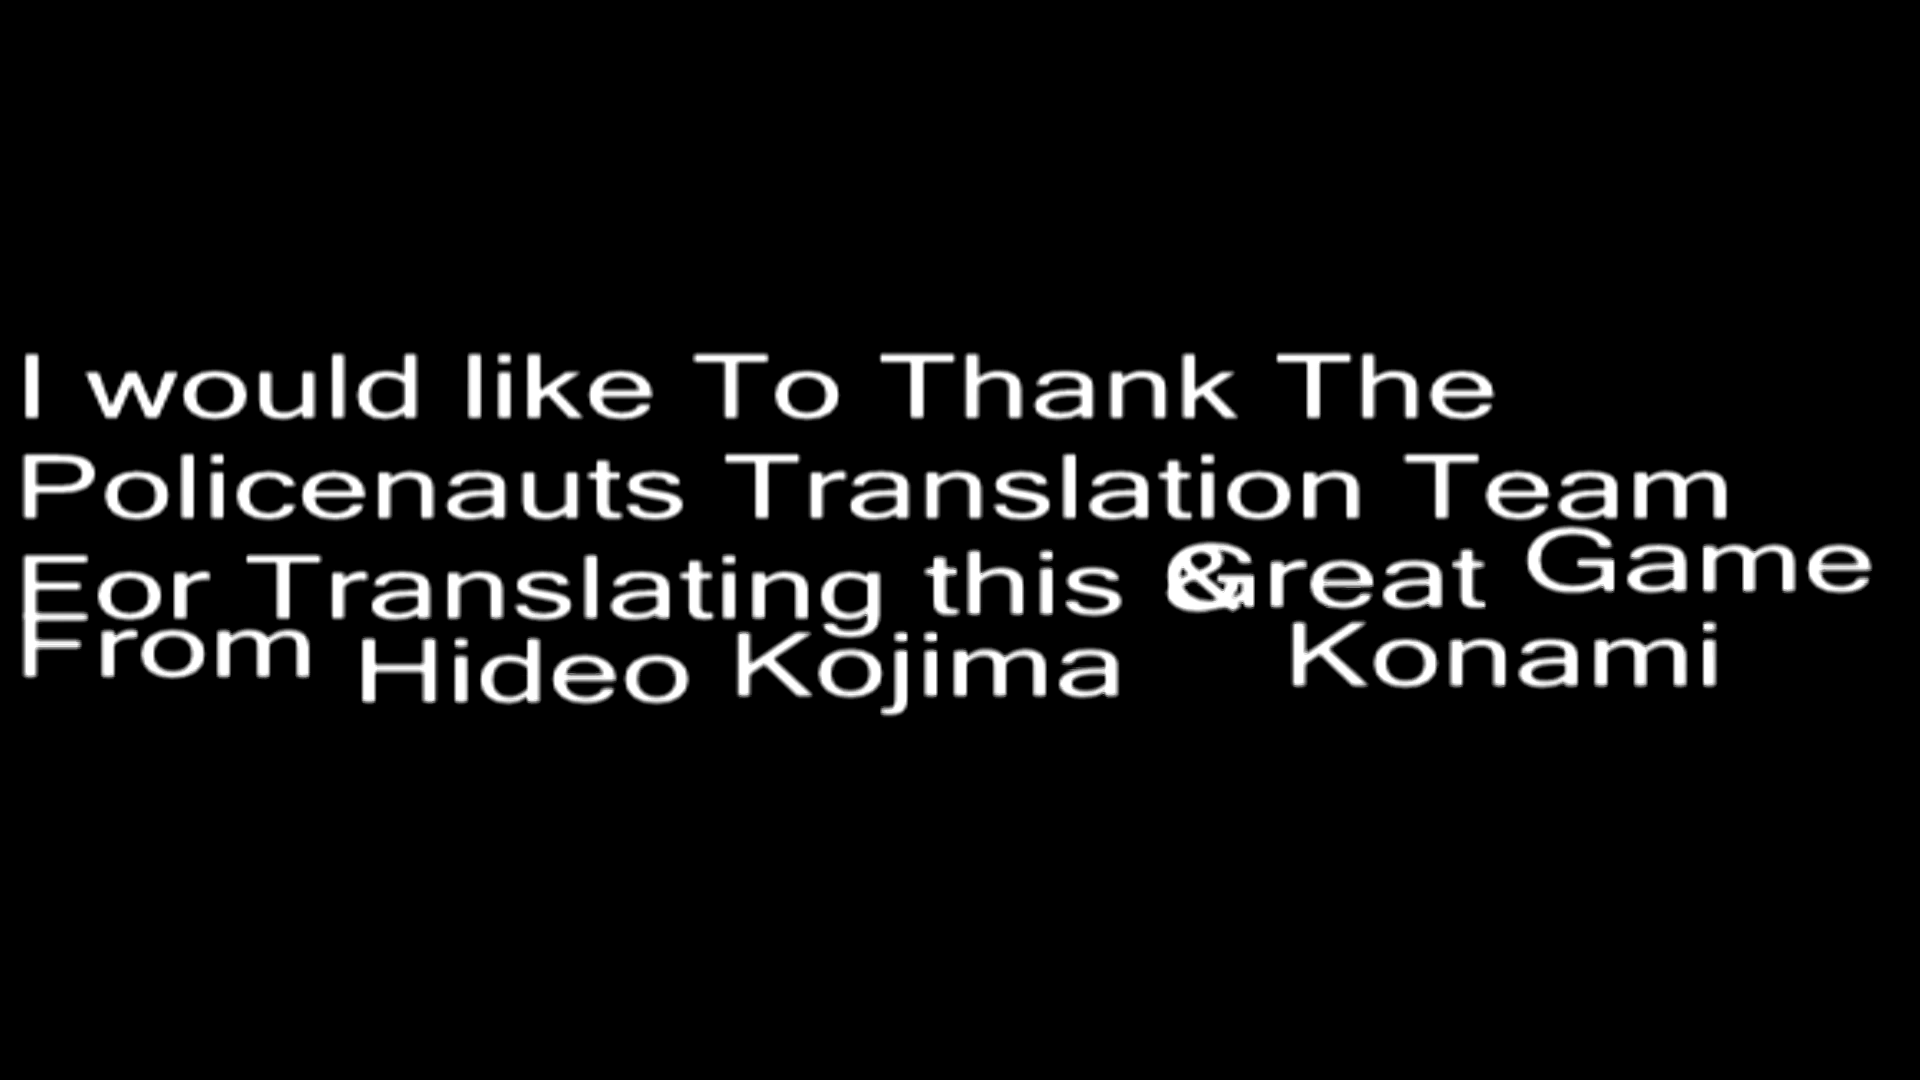 I would like To Thank The
Policenauts Translation Team
For Translating this Great Game
From Hideo Kojima & Konami